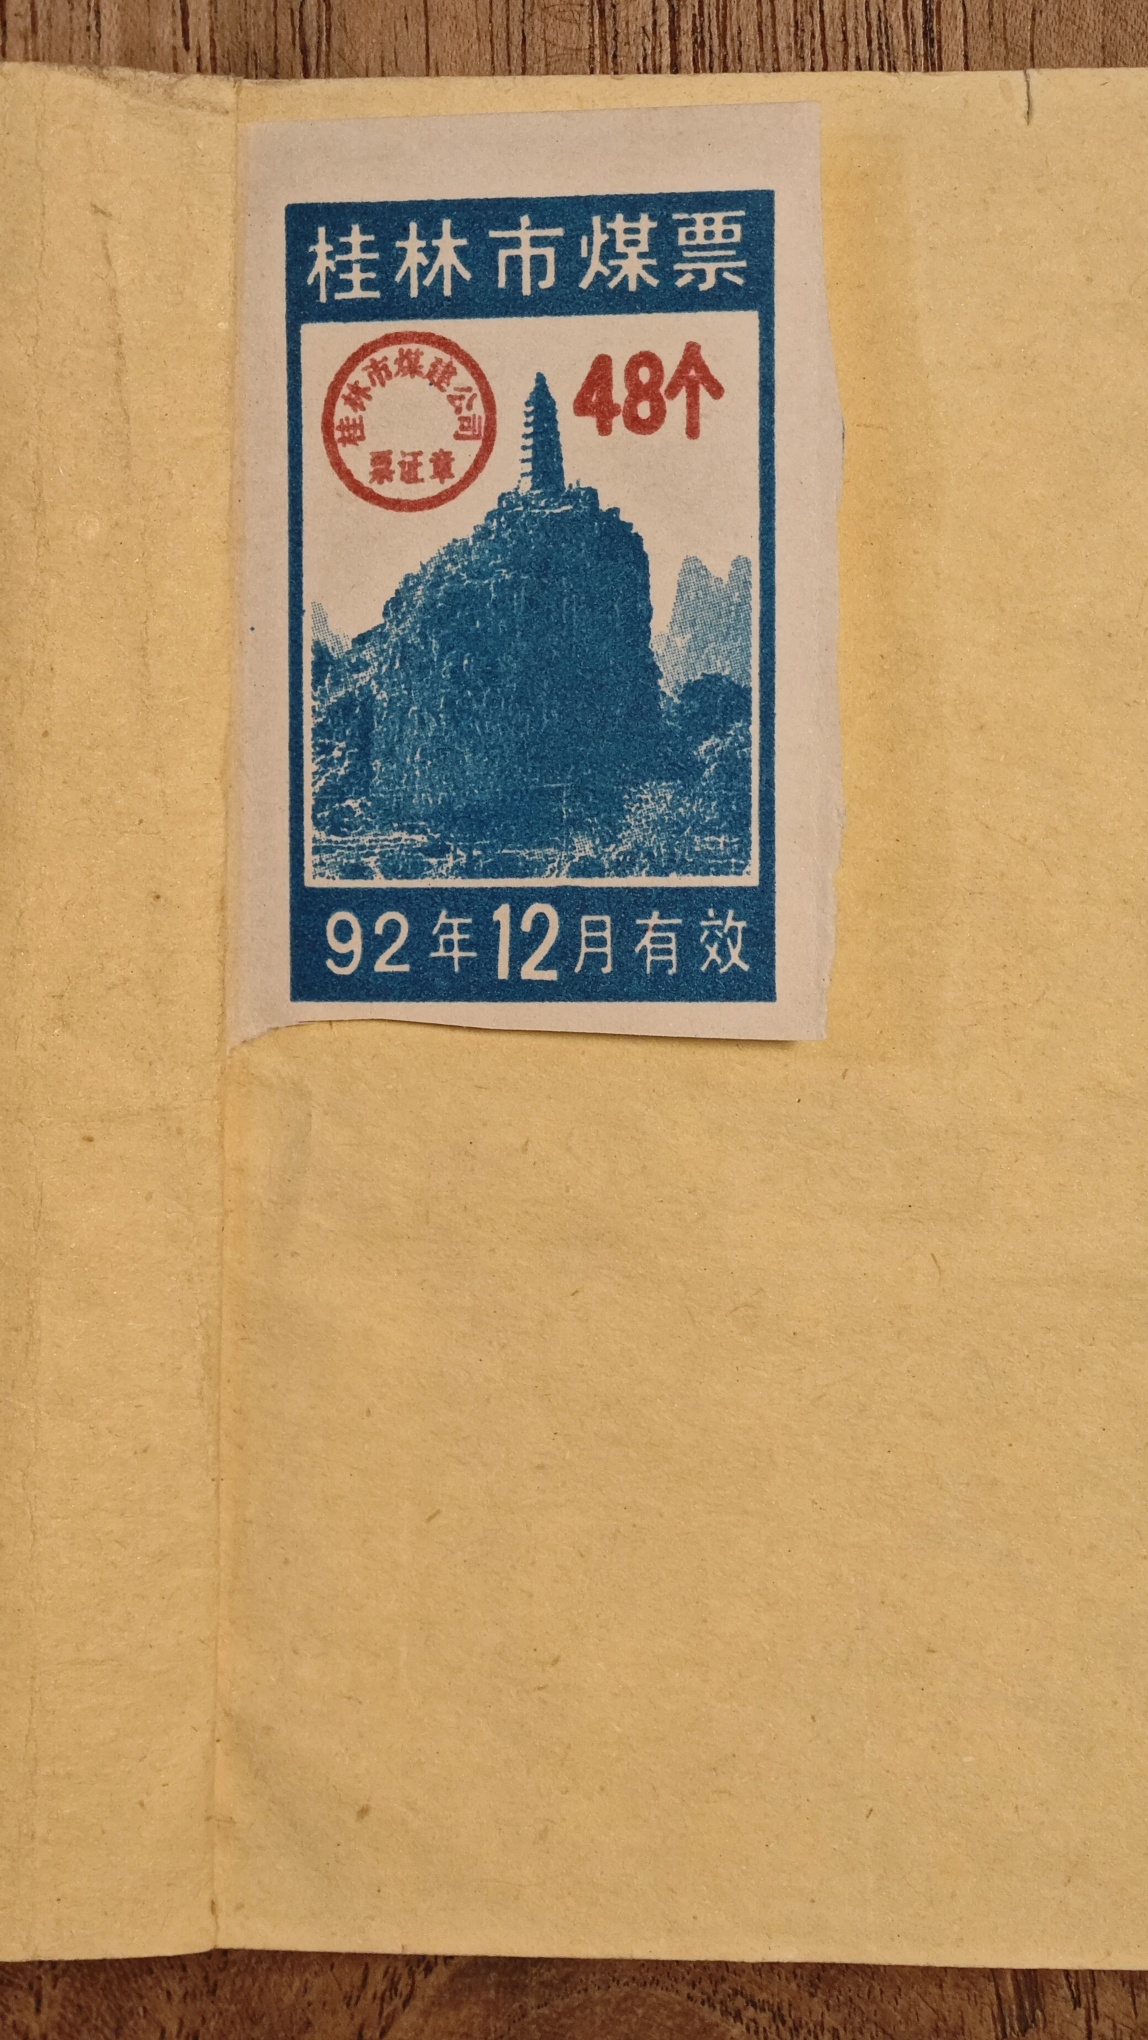 桂林市煤票
桂林市煤建公司
票证章
48个
92年12月有效